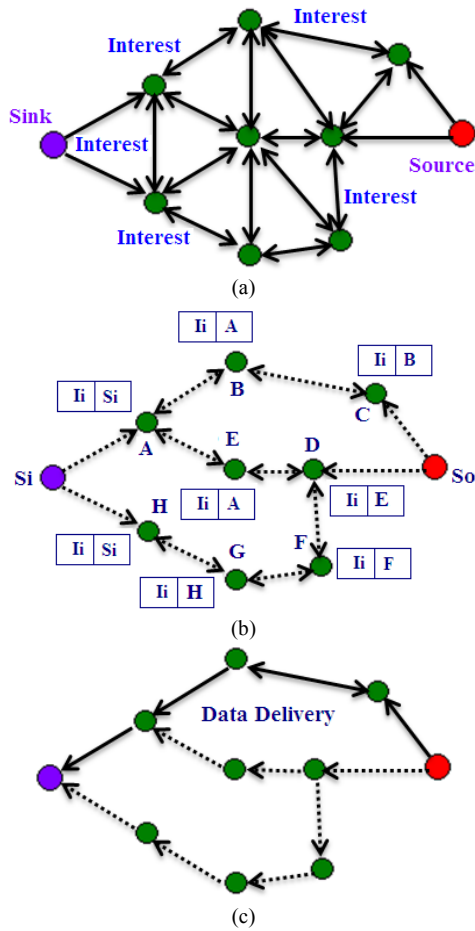 Interest
Interest
Sink
Interest
Source
Interest
Interest
(a)
Ii A
B
Ii B
Ii Si
A
E
D
C
Si
So
H
Ii A
Ii E
Ii Si
G
F
Ii H
Ii F
(b)
Data Delivery
(c)